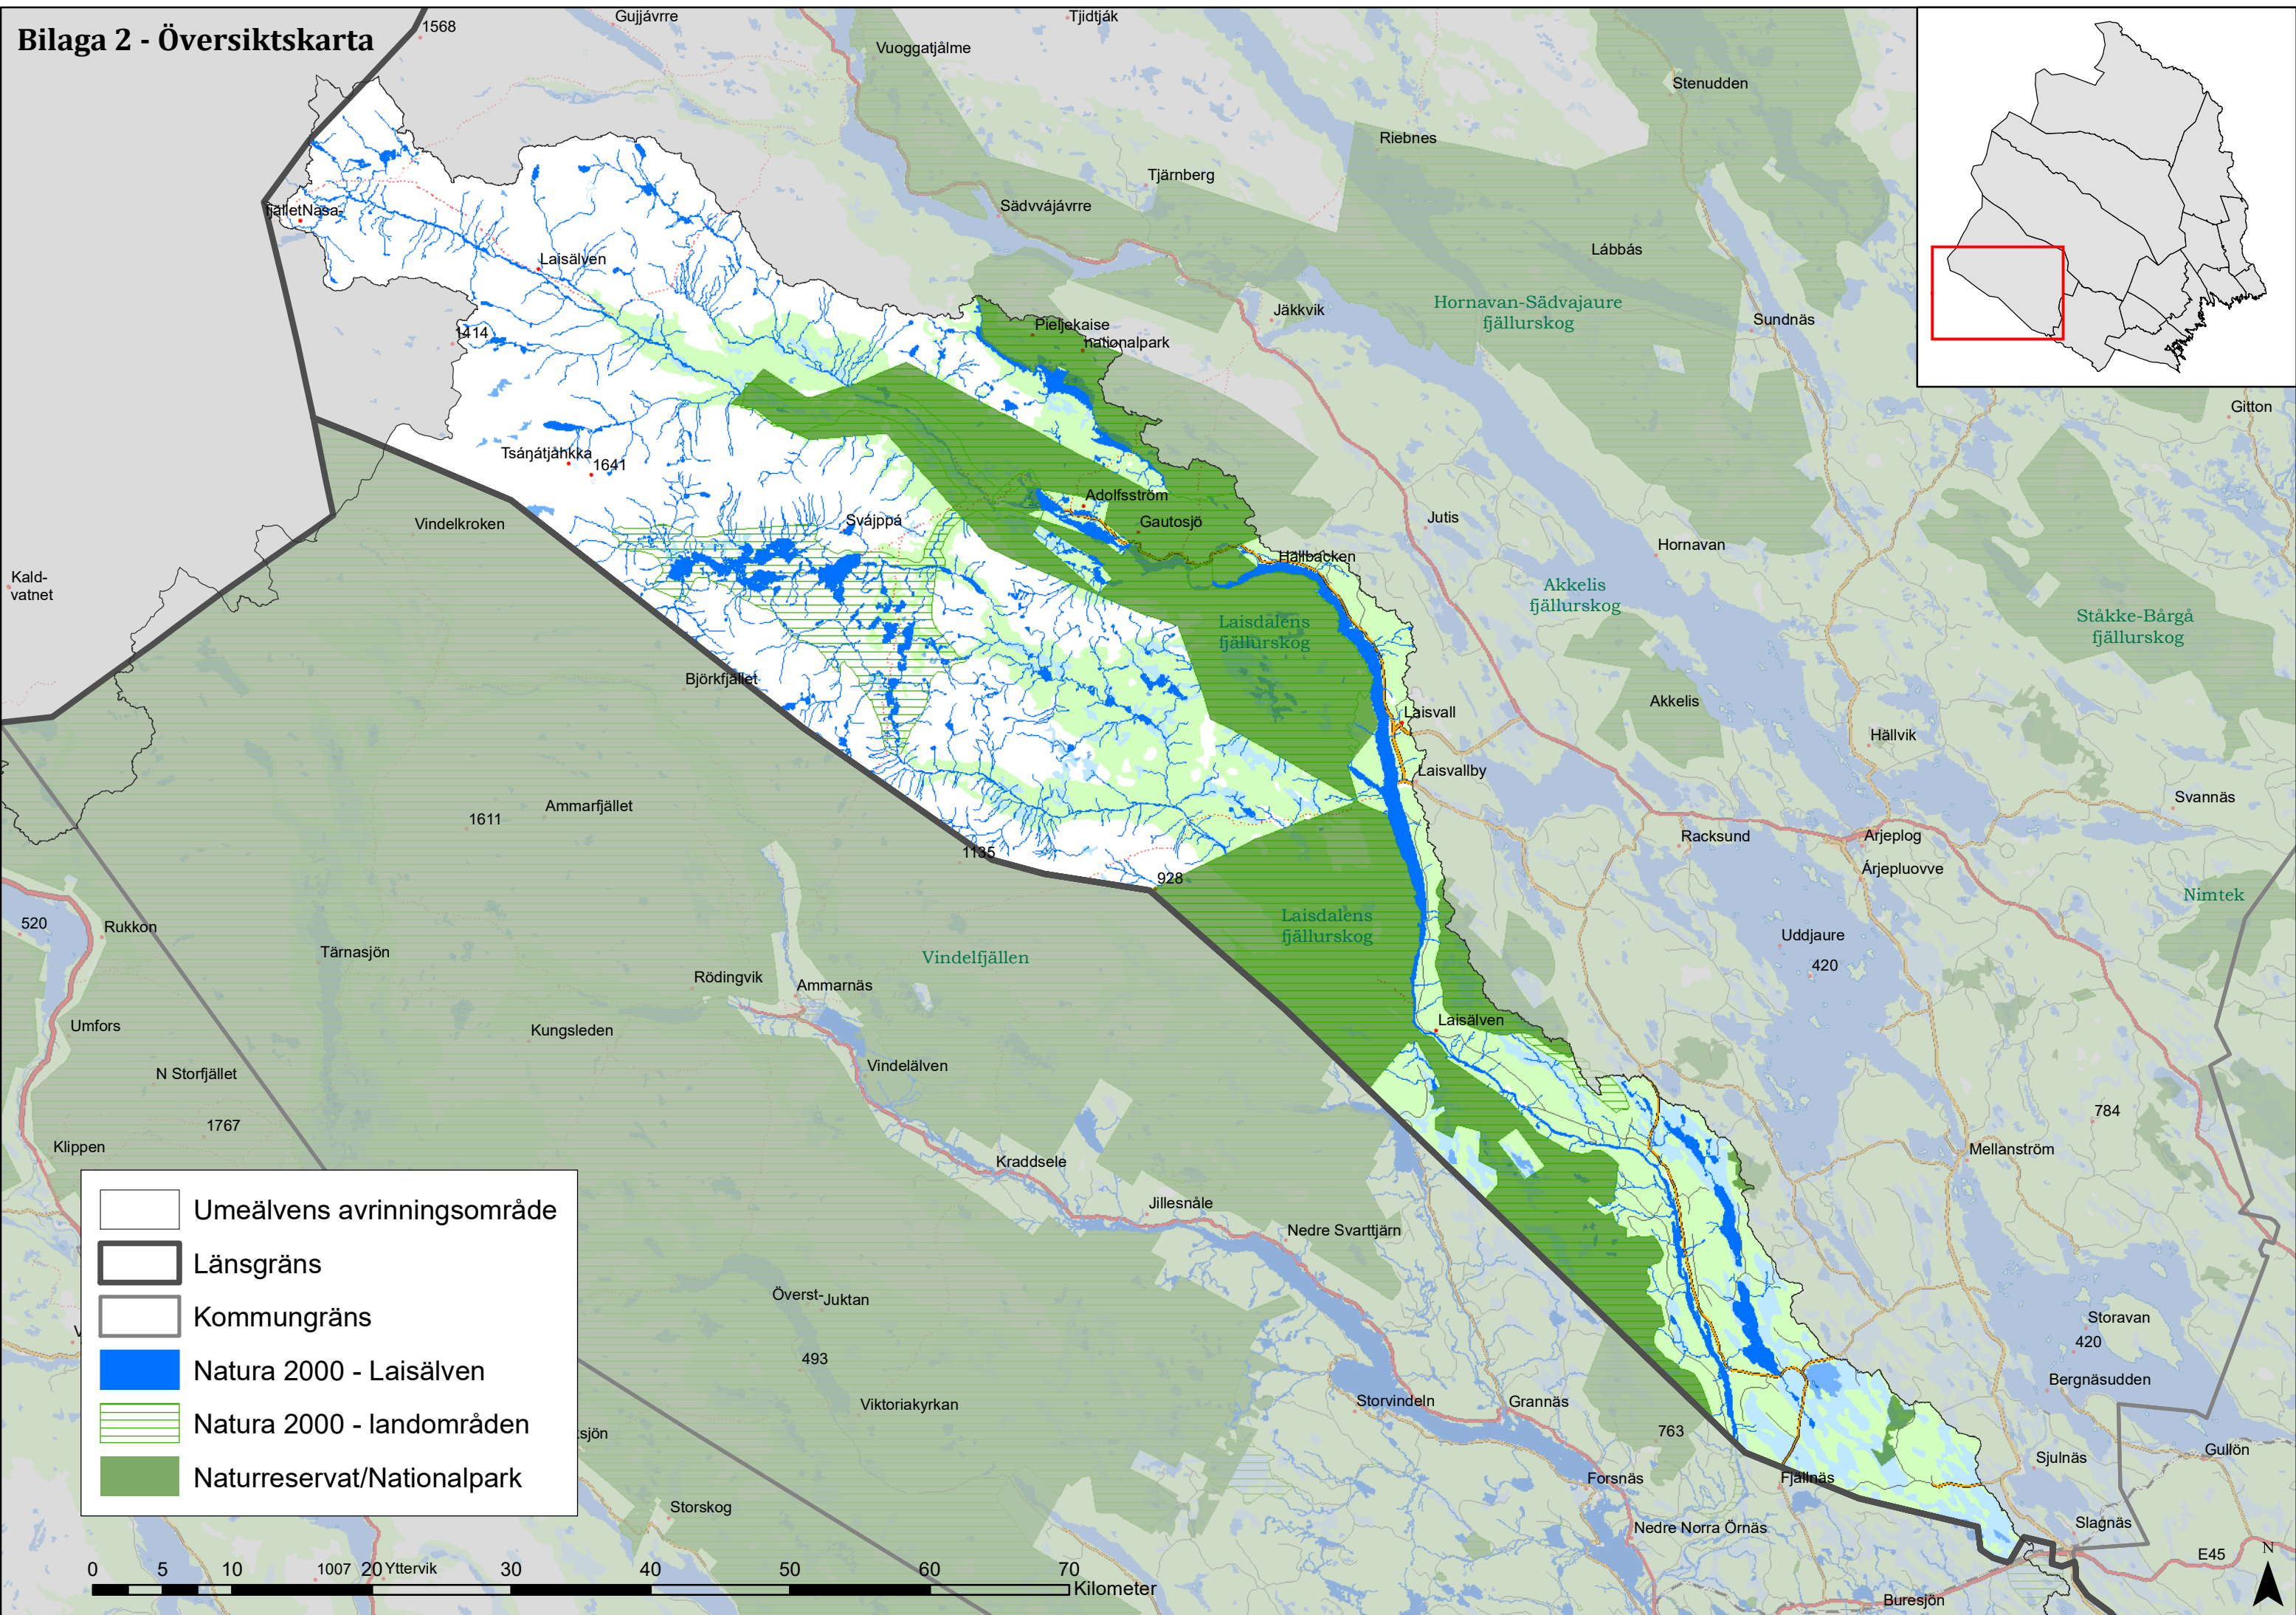 Bilaga 2 - Översiktskarta
1568
Gujjávrre
Tjidtják
Vuoggatjålme
Stenudden
Riebnes
Tjärnberg
Sädvvájávrre
Lábbás
fjälletNasa-
Laisälven
Hornavan-Sädvajaure
fjällurskog
Jäkkvik
Sundnäs
Pieljekaise
nationalpark
1414
Gitton
Tsáŋátjåhkka
1641
Adolfsström
Svájppá
Gautosjö
Vindelkroken
Jutis
Hornavan
Hällbacken
Kald-
vatnet
Akkelis
fjällurskog
Laisdalens
fjällurskog
Ståkke-Bårgå
fjällurskog
Björkfjället
Akkelis
Laisvall
Hällvik
Laisvallby
Svannäs
Ammarfjället
1611
Racksund
Arjeplog
1135
Árjepluovve
928
Nimtek
Laisdalens
fjällurskog
520
Rukkon
Uddjaure
420
Tärnasjön
Vindelfjällen
Rödingvik
Ammarnäs
Umfors
Kungsleden
Laisälven
Vindelälven
N Storfjället
784
1767
Klippen
Mellanström
Kraddsele
Jillesnåle
Nedre Svarttjärn
Umeälvens avrinningsområde
Länsgräns
Kommungräns
Natura 2000 - Laisälven
Natura 2000 - landområden
Naturreservat/Nationalpark
Överst-Juktan
Storavan
420
493
Bergnäsudden
Viktoriakyrkan
Storvindeln
Grannäs
763
sjön
Sjulnäs
Gullön
Forsnäs
Fjällnäs
Storskog
Nedre Norra Örnäs
Slagnäs
E45
N
0 5 10 20 30 40 50 60 70
Kilometer
1007
Yttervik
Buresjön